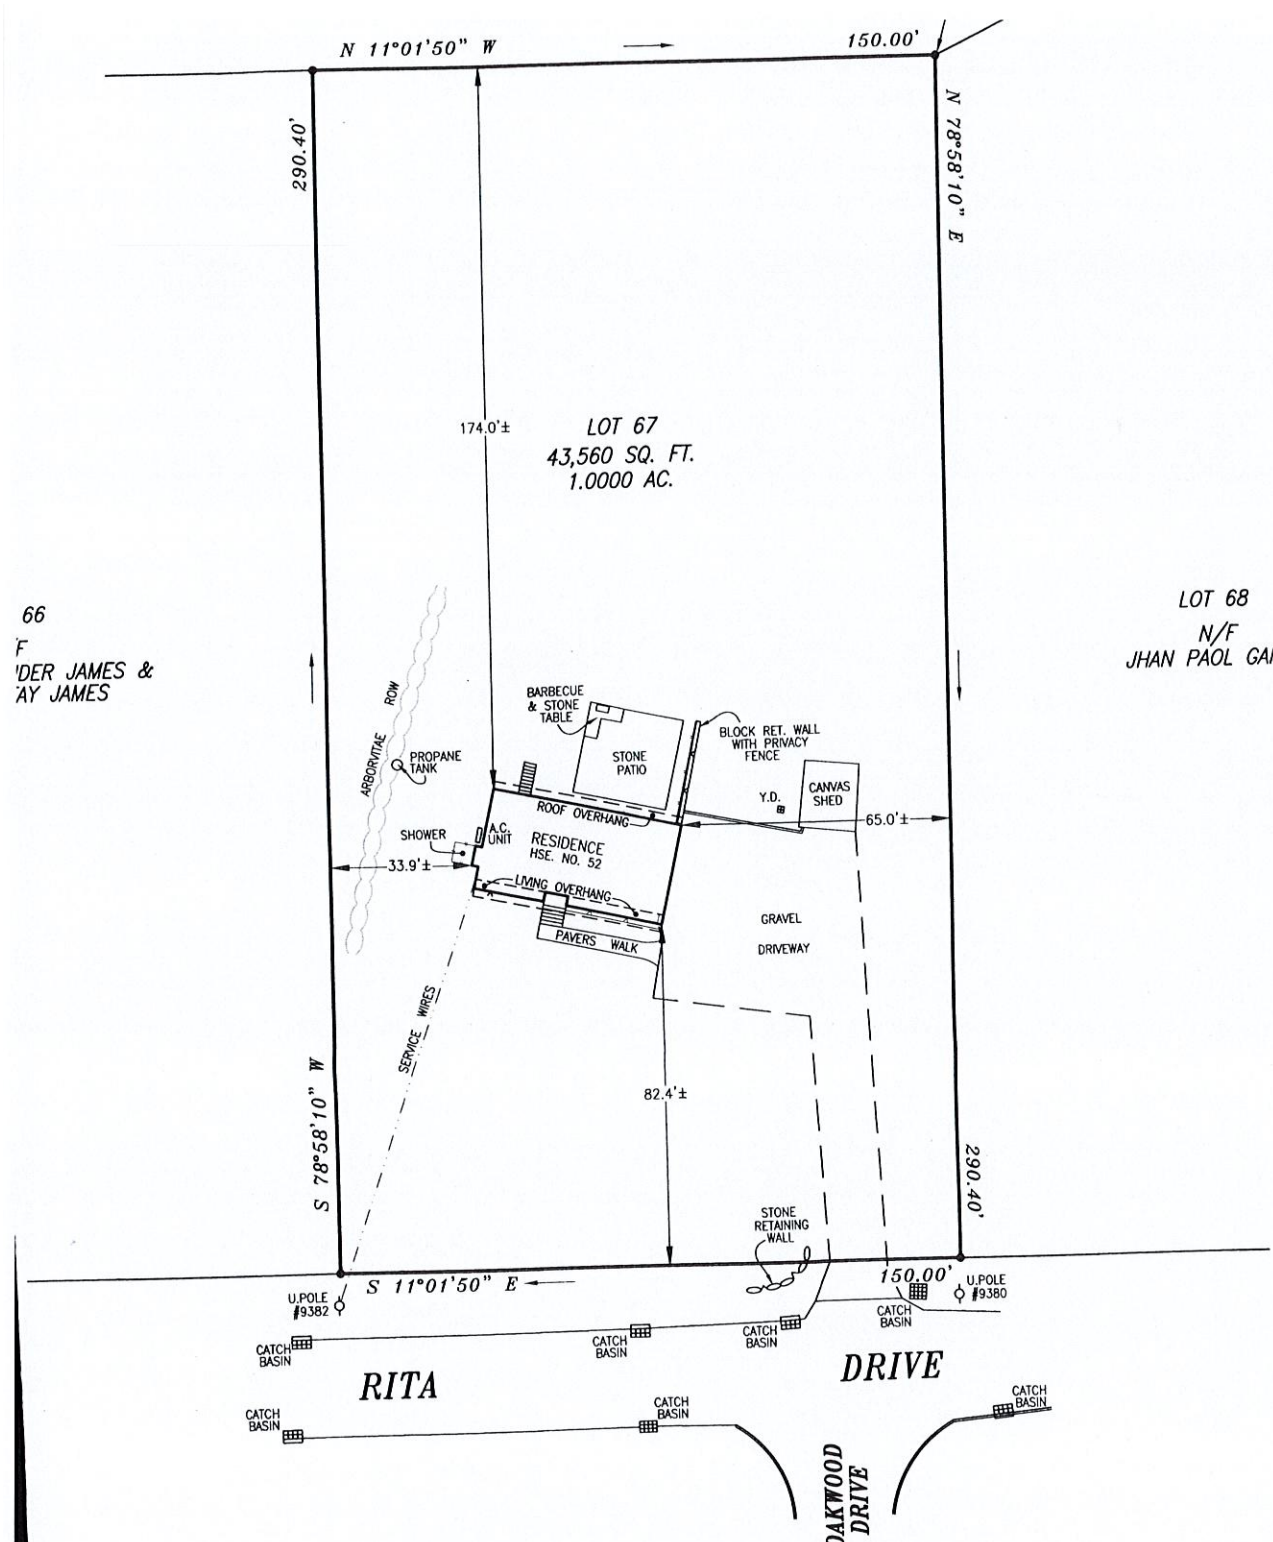 N 11°01'50" W
150.00'
290.40'
N 78°58'10" E
174.0'±
LOT 67
43,560 SQ. FT.
1.0000 AC.
66
F
'DER JAMES &
AY JAMES
LOT 68
N/F
JHAN PAOL GA
ARBORVITAE ROW
PROPANE
TANK
BARBECUE
& STONE
TABLE
STONE
PATIO
BLOCK RET. WALL
WITH PRIVACY
FENCE
Y.D.
CANVAS
SHED
65.0'±
ROOF OVERHANG
SHOWER
A.C.
UNIT
RESIDENCE
HSE. NO. 52
33.9'±
LIVING OVERHANG
PAVERS WALK
GRAVEL
DRIVEWAY
SERVICE WIRES
82.4'±
S 78°58'10" W
290.40'
STONE
RETAINING
WALL
S 11°01'50" E
150.00'
U.POLE
#9382
U.POLE
#9380
CATCH
BASIN
CATCH
BASIN
CATCH
BASIN
CATCH
BASIN
RITA DRIVE
CATCH
BASIN
CATCH
BASIN
CATCH
BASIN
OAKWOOD
DRIVE